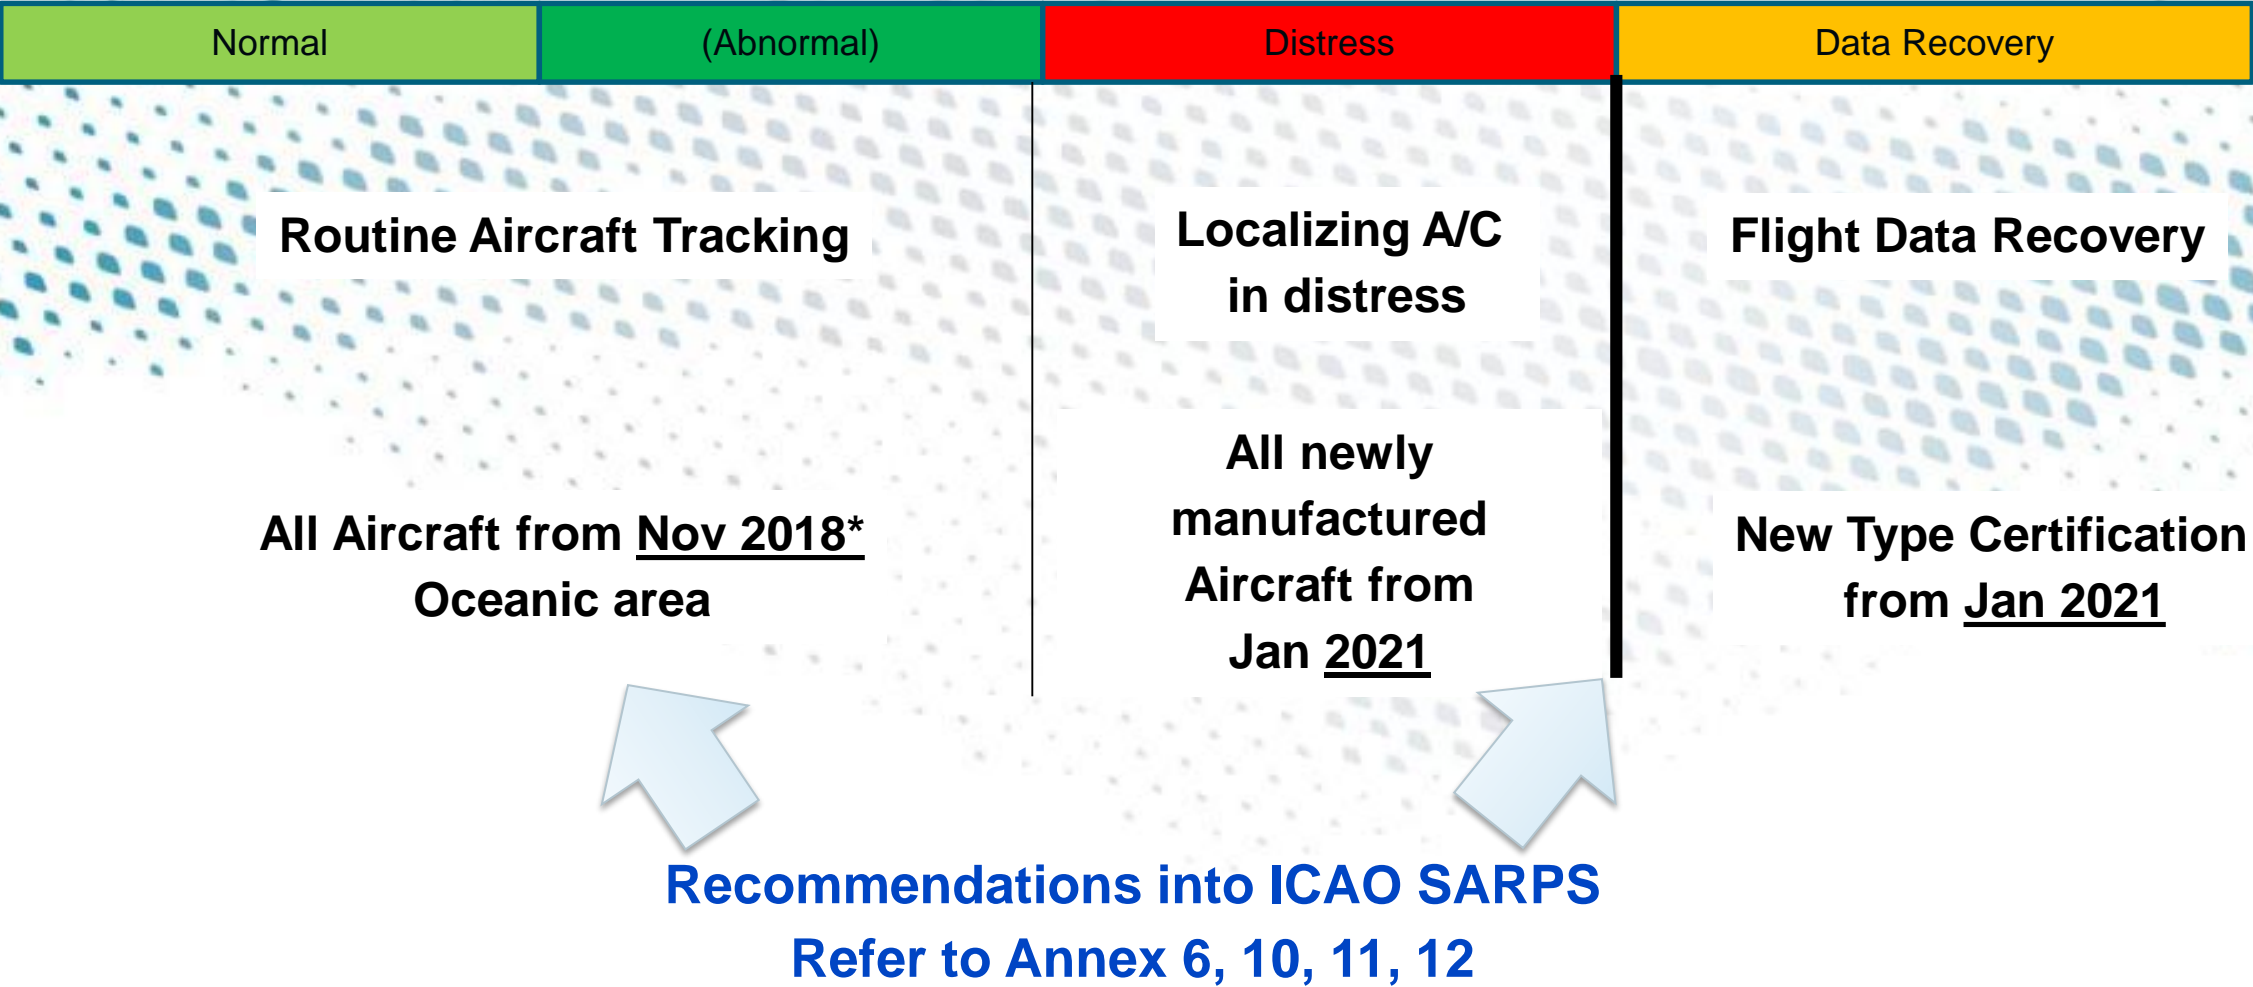 Normal
(Abnormal)
Distress
Data Recovery
Routine Aircraft Tracking
Localizing A/C
in distress
Flight Data Recovery
All Aircraft from Nov 2018*
Oceanic area
All newly
manufactured
Aircraft from
Jan 2021
New Type Certification
from Jan 2021
Recommendations into ICAO SARPS
Refer to Annex 6, 10, 11, 12